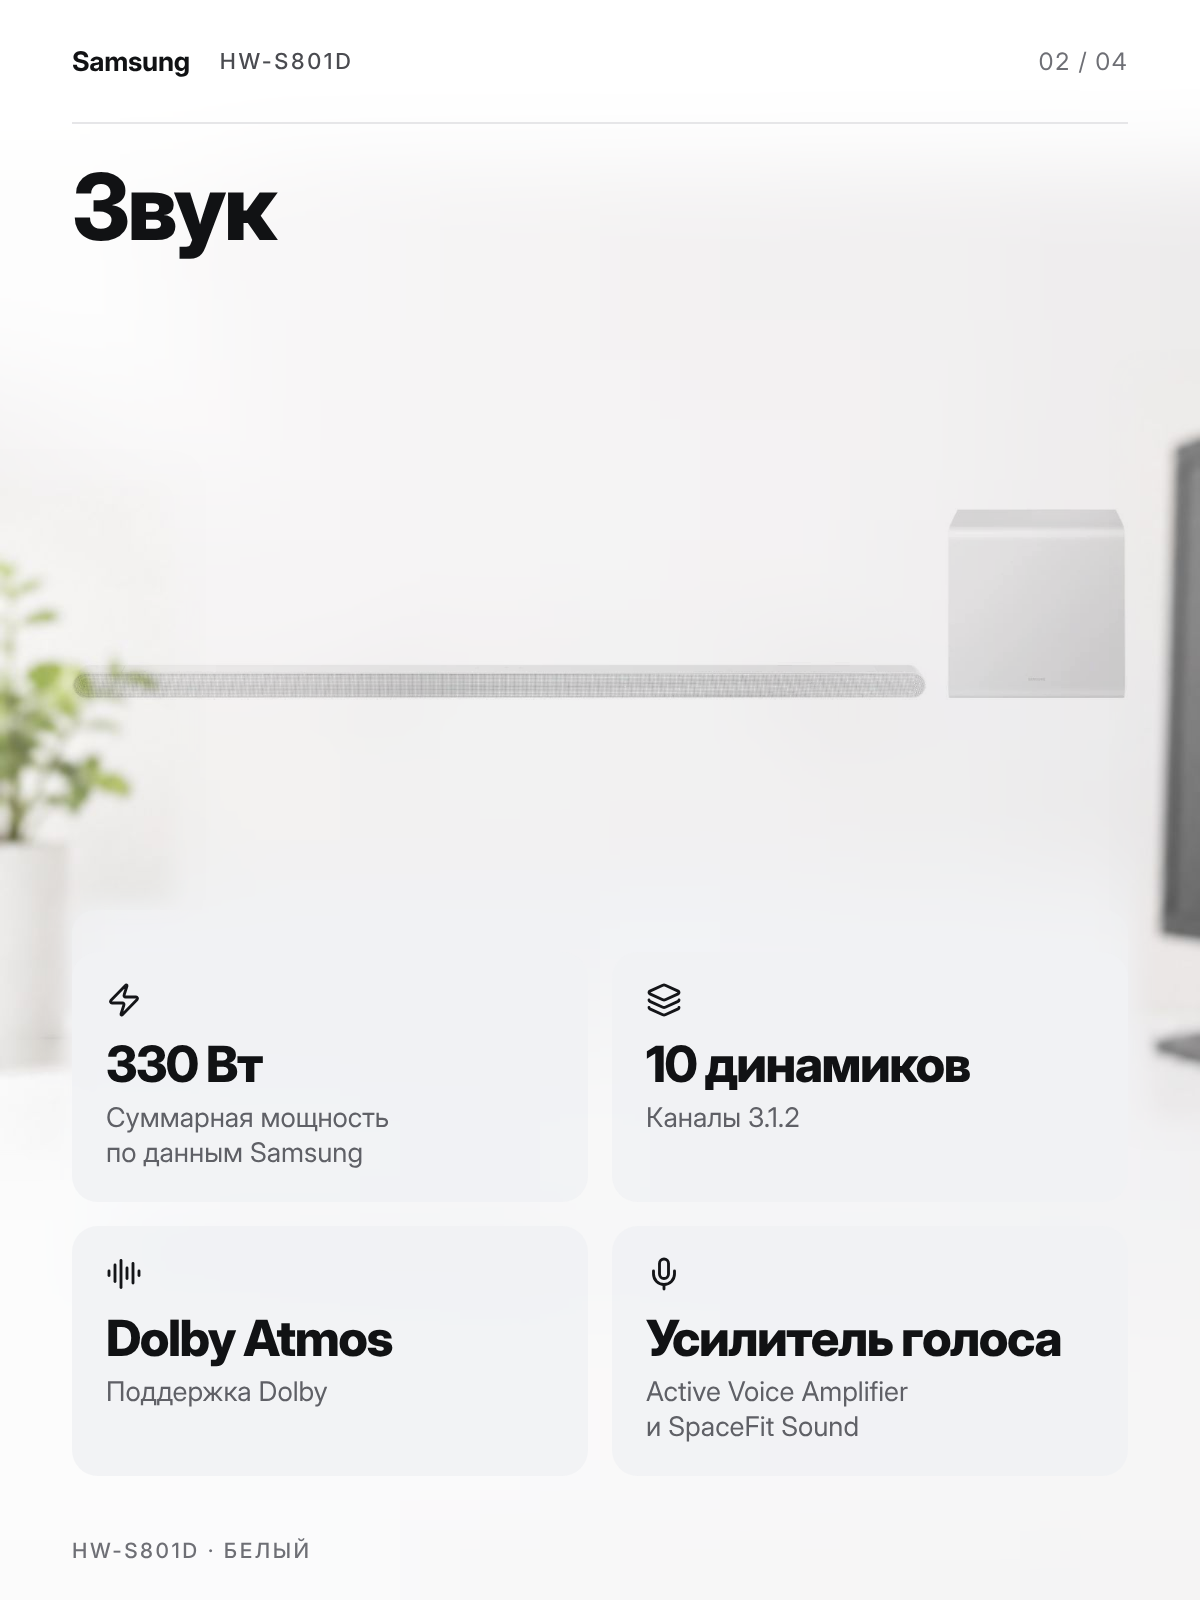 Samsung HW-S801D 02 / 04
Звук
330 Вт
Суммарная мощность
по данным Samsung
10 динамиков
Каналы 3.1.2
Dolby Atmos
Поддержка Dolby
Усилитель голоса
Active Voice Amplifier
и SpaceFit Sound
HW-S801D · БЕЛЫЙ